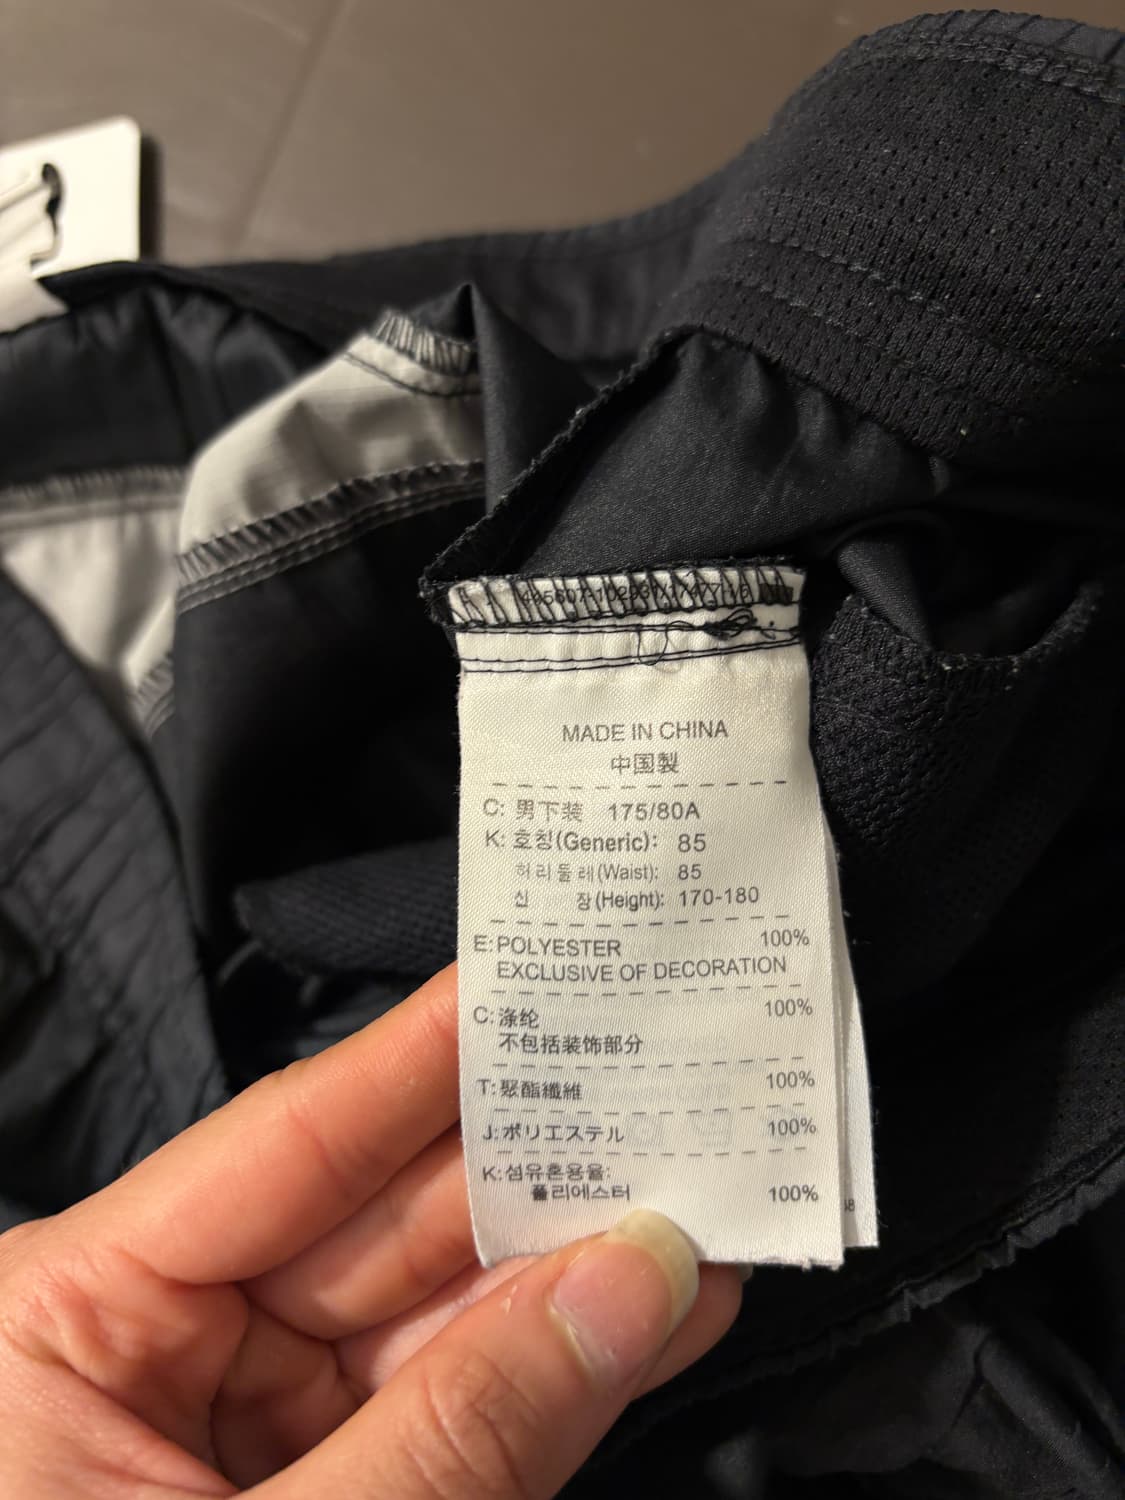 MADE IN CHINA
中国製
C: 男下装 175/80A
K: 호칭(Generic): 85
허리둘레(Waist): 85
신 장(Height): 170-180
E: POLYESTER 100%
EXCLUSIVE OF DECORATION
C: 涤纶 100%
不包括装饰部分
T: 聚酯纖維 100%
J: ポリエステル 100%
K: 섬유혼용율:
폴리에스터 100%